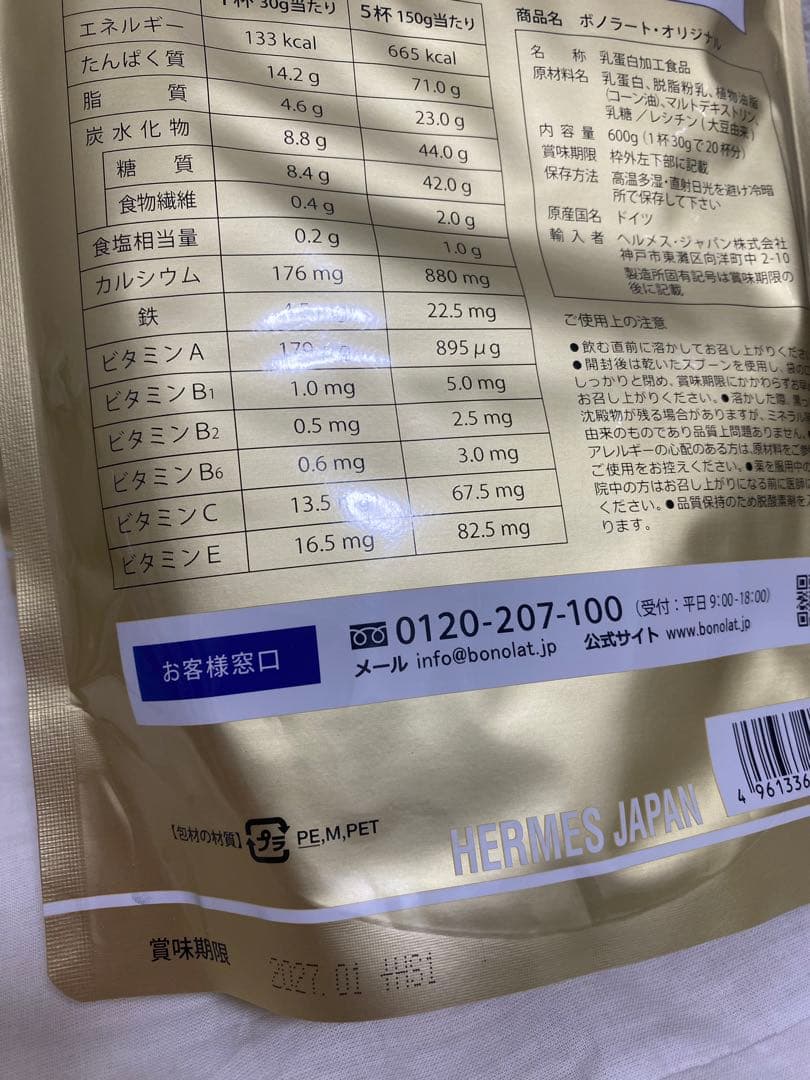 1杯 30g当たり 5杯 150g当たり
エネルギー 133 kcal 665 kcal
たんぱく質 14.2 g 71.0 g
脂質 4.6 g 23.0 g
炭水化物 8.8 g 44.0 g
糖質 8.4 g 42.0 g
食物繊維 0.4 g 2.0 g
食塩相当量 0.2 g 1.0 g
カルシウム 176 mg 880 mg
鉄 22.5 mg
ビタミンA 895 μg
ビタミンB1 1.0 mg 5.0 mg
ビタミンB2 0.5 mg 2.5 mg
ビタミンB6 0.6 mg 3.0 mg
ビタミンC 13.5 67.5 mg
ビタミンE 16.5 mg 82.5 mg
商品名 ボノラート・オリジナル
名称 乳蛋白加工食品
原材料名 乳蛋白、脱脂粉乳、植物油脂
(コーン油)、マルトデキストリン、
乳糖／レシチン(大豆由来)
内容量 600g(1杯30gで20杯分)
賞味期限 枠外左下部に記載
保存方法 高温多湿・直射日光を避け冷暗
所で保存して下さい
原産国名 ドイツ
輸入者 ヘルメス・ジャパン株式会社
神戸市東灘区向洋町中 2-10
製造所固有記号は賞味期限の
後に記載
ご使用上の注意
●飲む直前に溶かしてお召し上がりくださ
●開封後は乾いたスプーンを使用し、袋の
しっかりと閉め、賞味期限にかかわらずお
お召し上がりください。●溶かした際、黒っ
沈殿物が残る場合がありますが、ミネラル
由来のものであり品質上問題ありません。
アレルギーの心配のある方は、原材料をご参
ご使用をお控えください。●薬を服用中の
院中の方はお召し上がりになる前に医師に
ください。●品質保持のため脱酸素剤を入
ります。
お客様窓口
0120-207-100 (受付：平日 9:00-18:00)
メール info@bonolat.jp 公式サイト www.bonolat.jp
4 961336
【包材の材質】 プラ PE,M,PET
HERMES JAPAN
賞味期限 2027.01 +H81